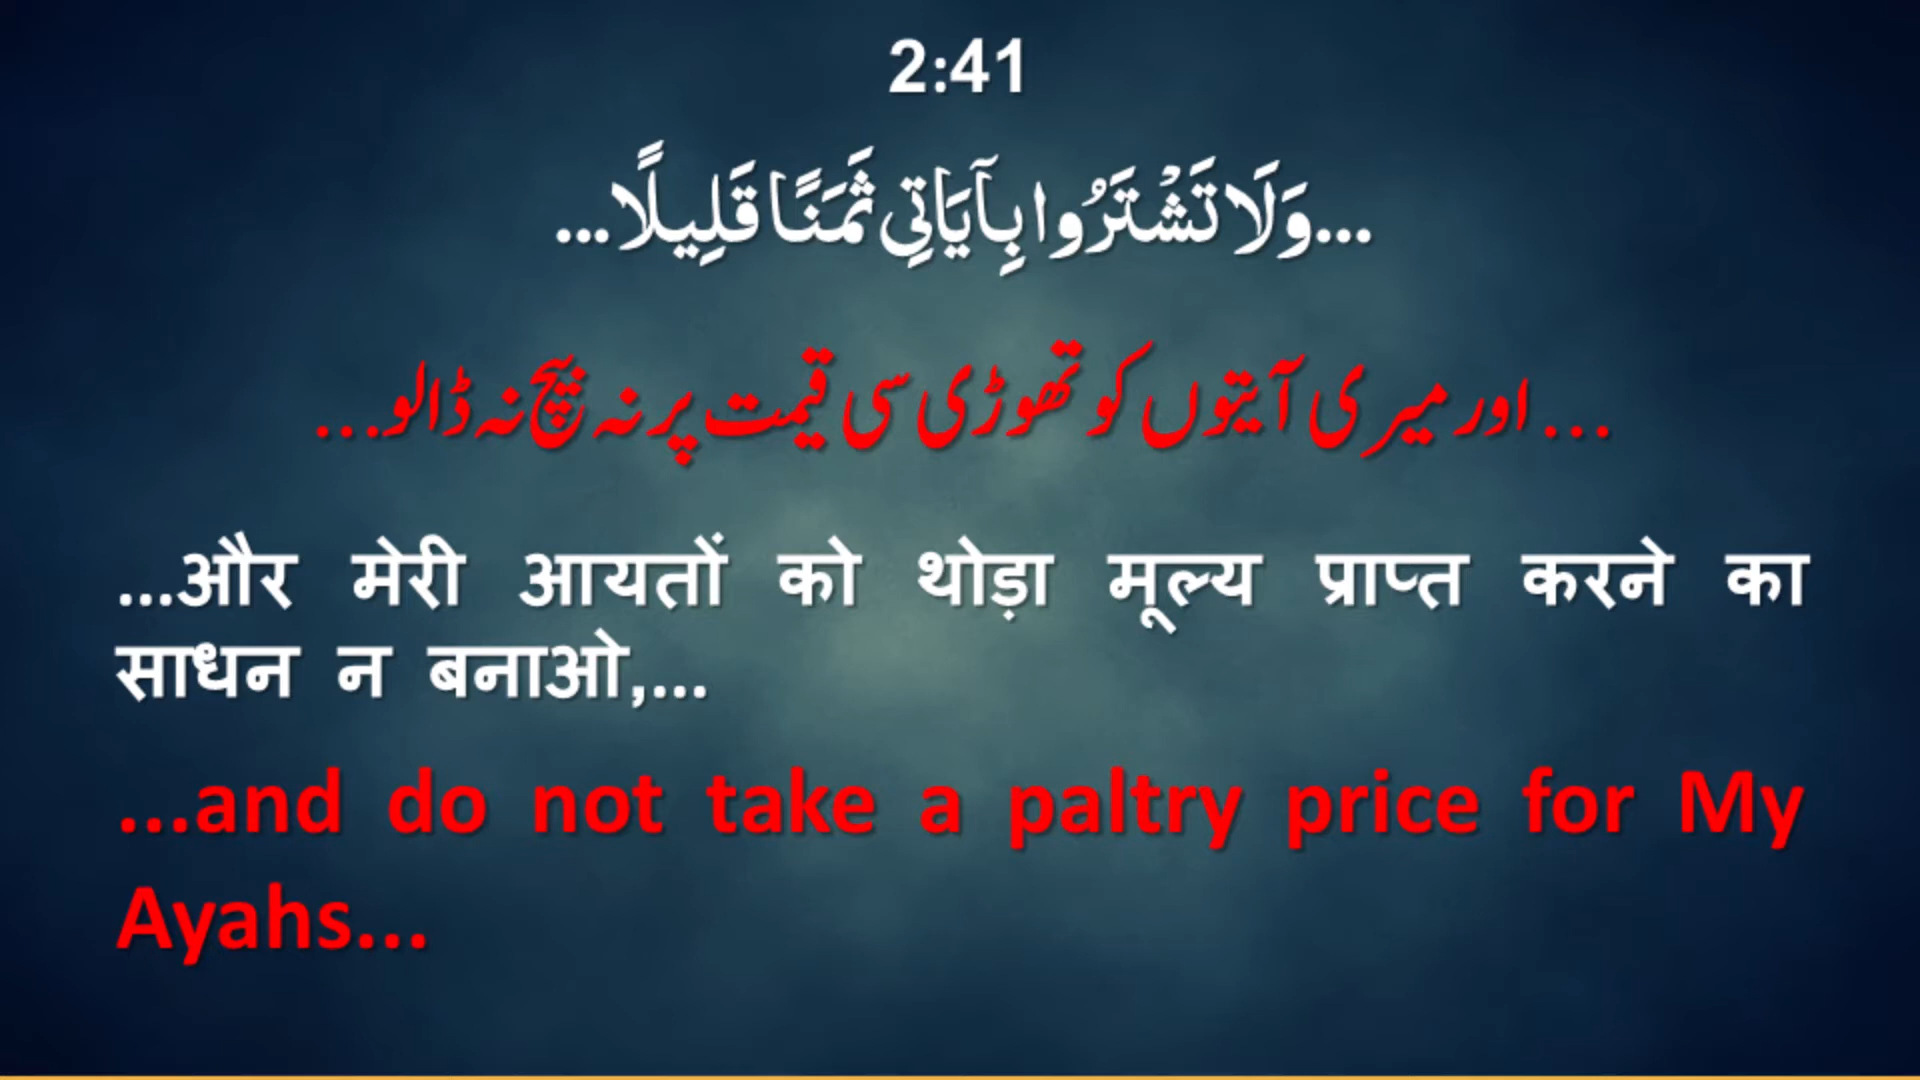 2:41
...وَلَا تَشْتَرُوا بِآيَاتِي ثَمَنًا قَلِيلًا...
... اور میری آیتوں کو تھوڑی سی قیمت پر نہ بیچ نہ ڈالو...
...और मेरी आयतों को थोड़ा मूल्य प्राप्त करने का
साधन न बनाओ,...
...and do not take a paltry price for My
Ayahs...